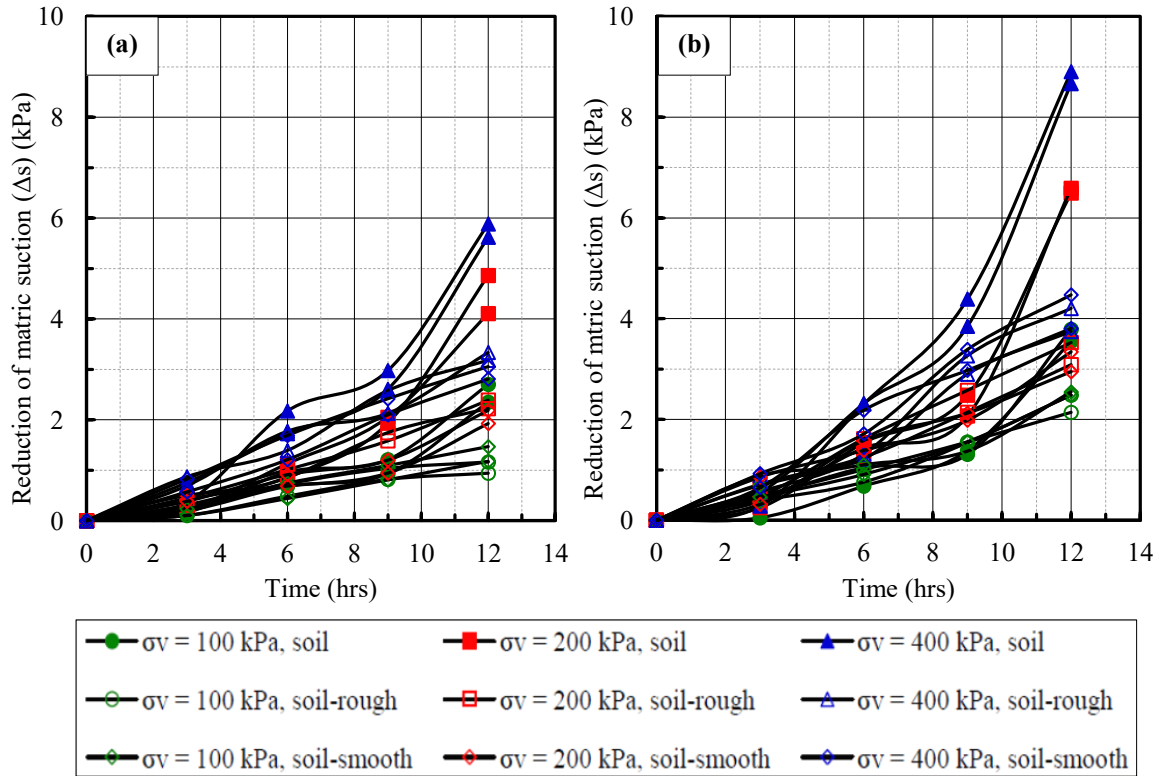 (a)
Reduction of matric suction (Δs) (kPa)
10
8
6
4
2
0
0 2 4 6 8 10 12 14
Time (hrs)
(b)
Reduction of mtric suction (Δs) (kPa)
10
8
6
4
2
0
0 2 4 6 8 10 12 14
Time (hrs)
σv = 100 kPa, soil
σv = 200 kPa, soil
σv = 400 kPa, soil
σv = 100 kPa, soil-rough
σv = 200 kPa, soil-rough
σv = 400 kPa, soil-rough
σv = 100 kPa, soil-smooth
σv = 200 kPa, soil-smooth
σv = 400 kPa, soil-smooth